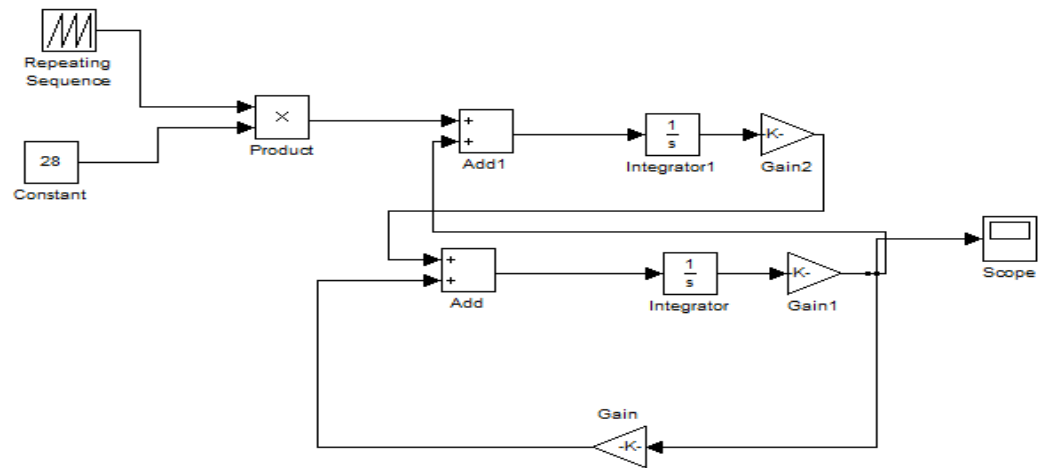 Repeating
Sequence
×
Product
28
Constant
+
+
Add1
1
s
Integrator1
-K-
Gain2
+
+
Add
1
s
Integrator
-K-
Gain1
Scope
Gain
-K-